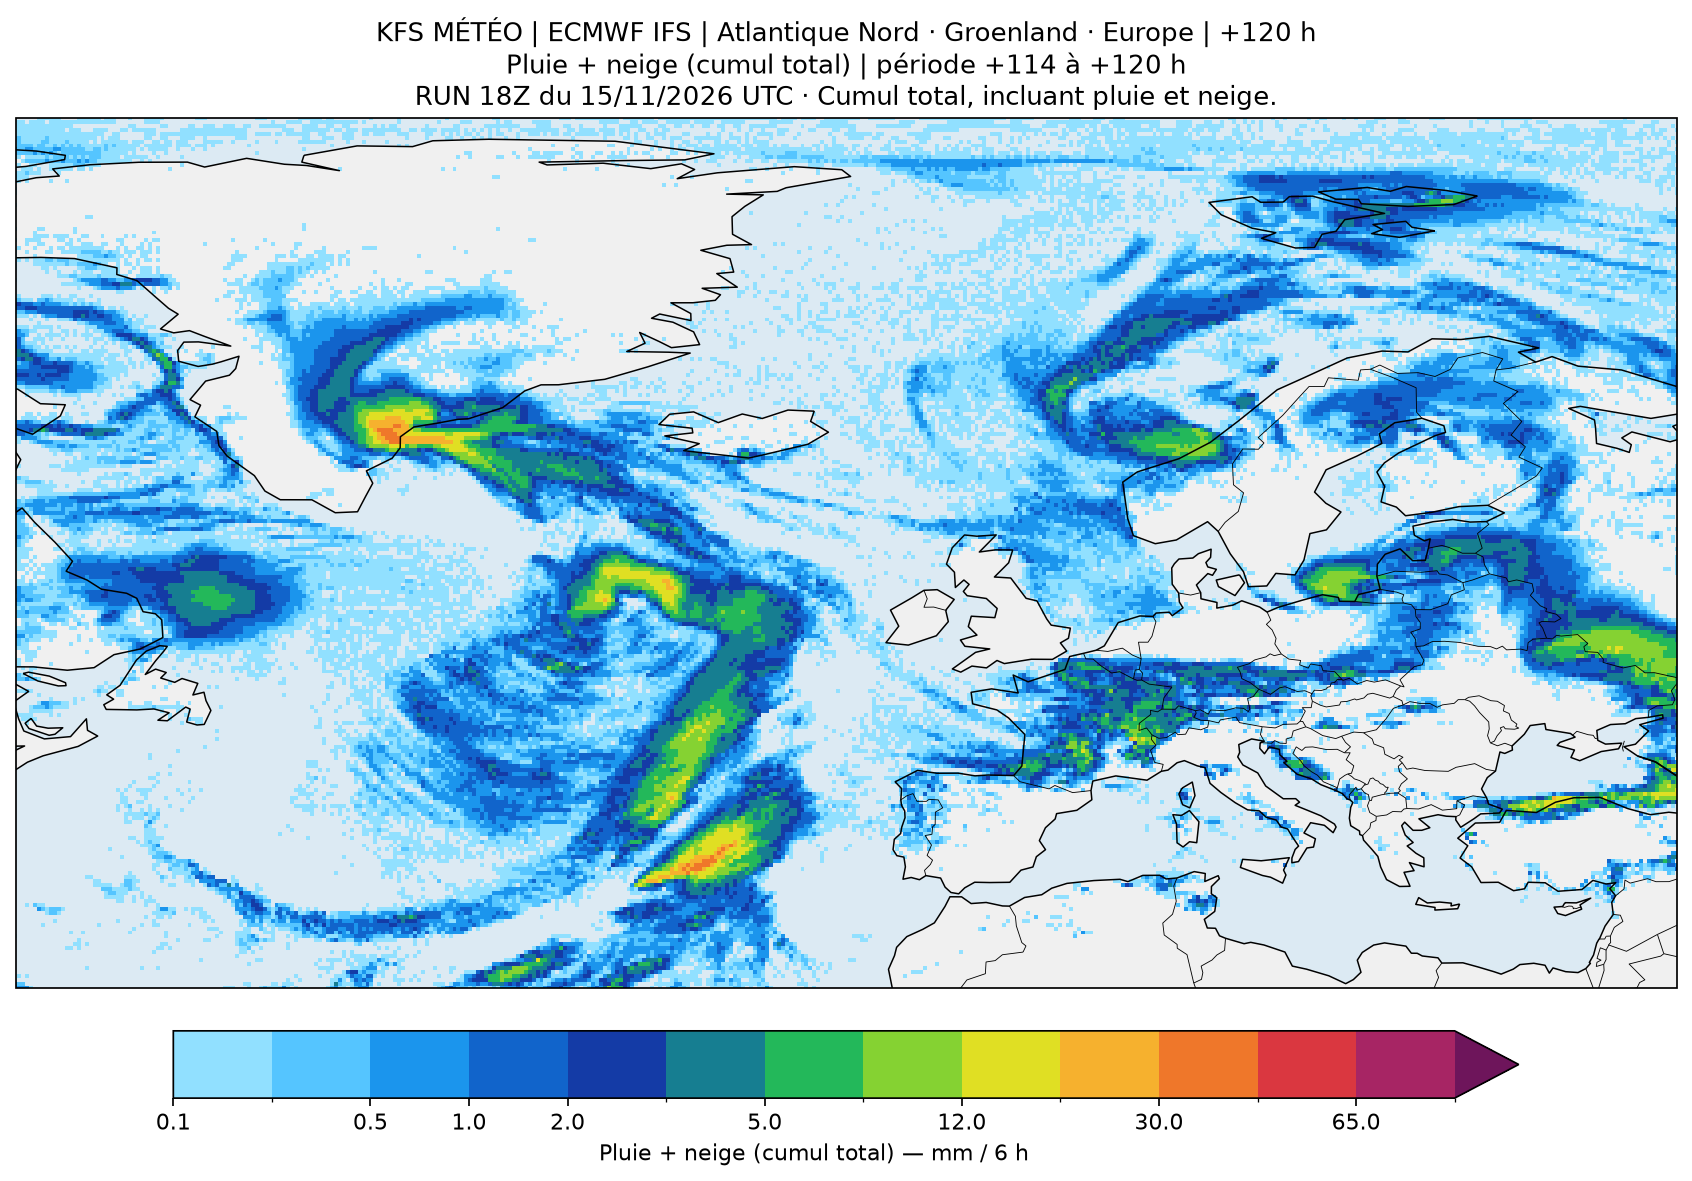 KFS MÉTÉO | ECMWF IFS | Atlantique Nord · Groenland · Europe | +120 h
Pluie + neige (cumul total) | période +114 à +120 h
RUN 18Z du 15/11/2026 UTC · Cumul total, incluant pluie et neige.
0.1 0.5 1.0 2.0 5.0 12.0 30.0 65.0
Pluie + neige (cumul total) — mm / 6 h